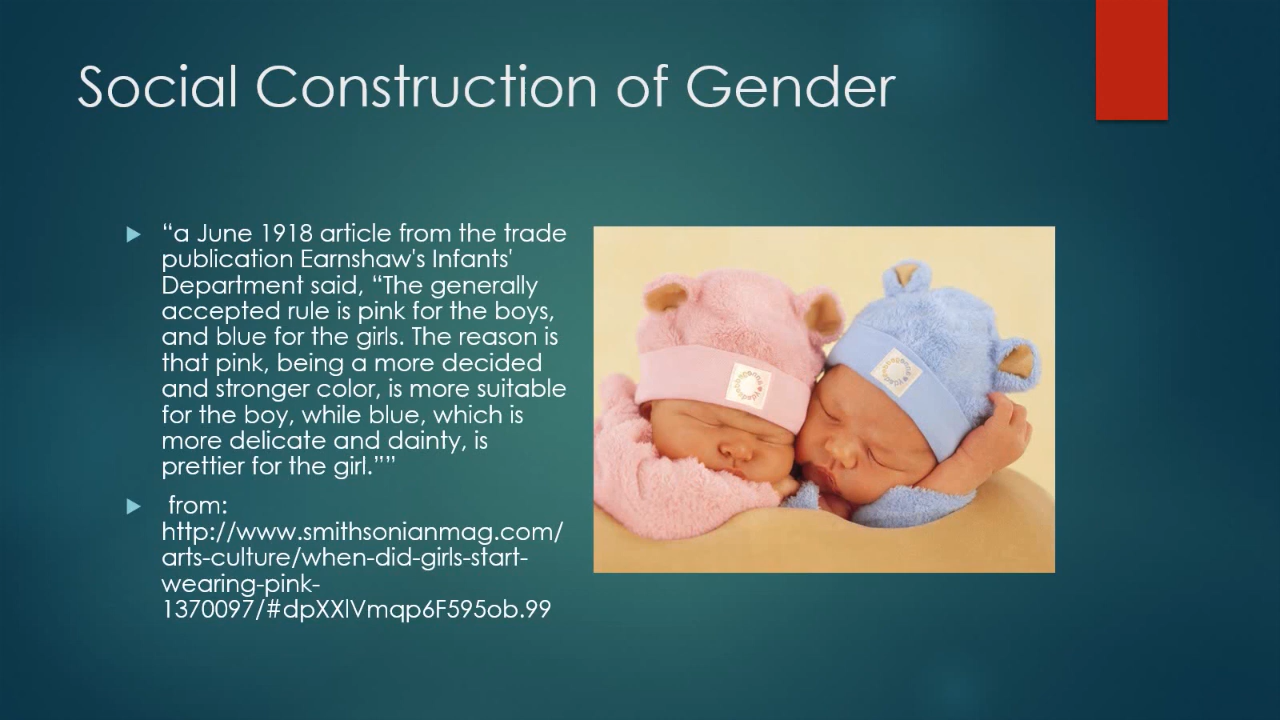 Social Construction of Gender
“a June 1918 article from the trade
publication Earnshaw's Infants'
Department said, “The generally
accepted rule is pink for the boys,
and blue for the girls. The reason is
that pink, being a more decided
and stronger color, is more suitable
for the boy, while blue, which is
more delicate and dainty, is
prettier for the girl.””
from:
http://www.smithsonianmag.com/
arts-culture/when-did-girls-start-
wearing-pink-
1370097/#dpXXlVmqp6F595ob.99